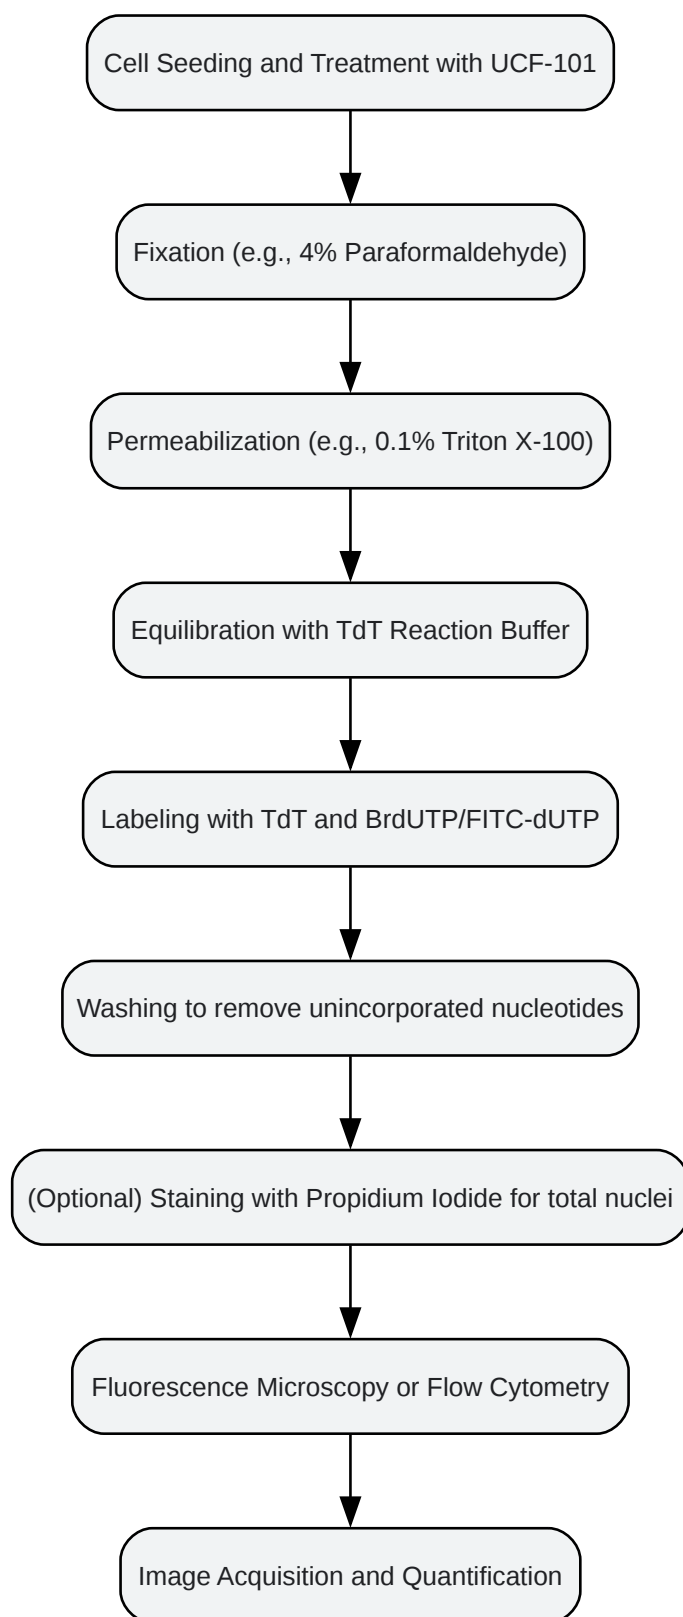 Cell Seeding and Treatment with UCF-101
Fixation (e.g., 4% Paraformaldehyde)
Permeabilization (e.g., 0.1% Triton X-100)
Equilibration with TdT Reaction Buffer
Labeling with TdT and BrdUTP/FITC-dUTP
Washing to remove unincorporated nucleotides
(Optional) Staining with Propidium Iodide for total nuclei
Fluorescence Microscopy or Flow Cytometry
Image Acquisition and Quantification